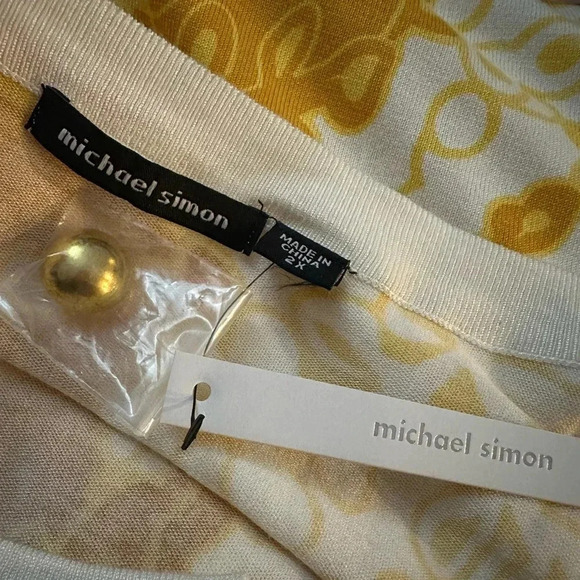 michael simon
MADE IN
CHINA
2X
michael simon